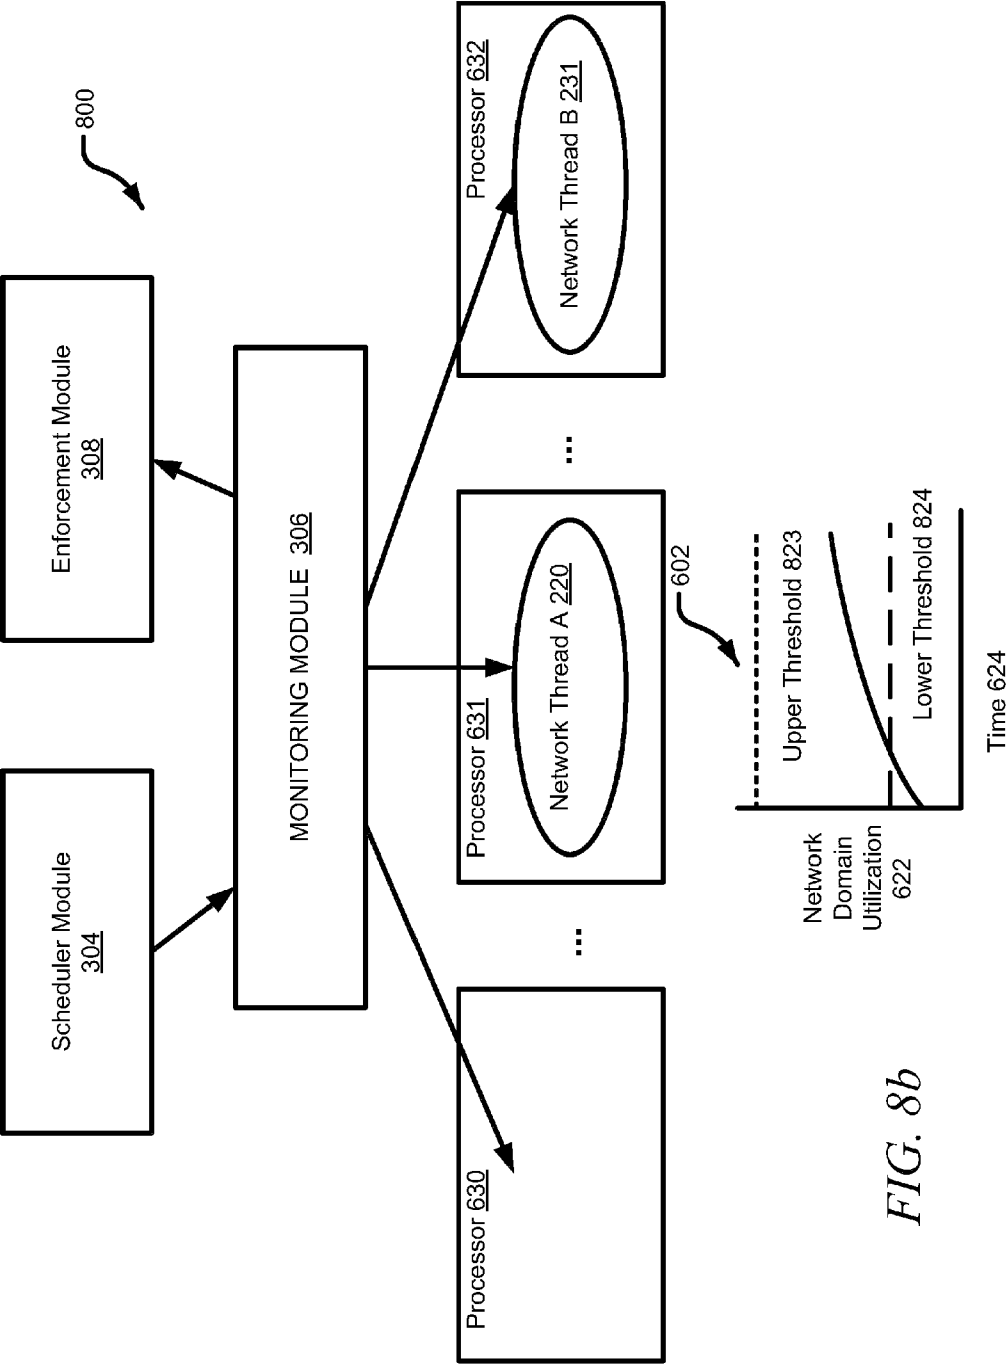 800
Scheduler Module
304
Enforcement Module
308
MONITORING MODULE 306
Processor 630
...
Processor 631
Network Thread A 220
...
Processor 632
Network Thread B 231
602
Network
Domain
Utilization
622
Upper Threshold 823
Lower Threshold 824
Time 624
FIG. 8b